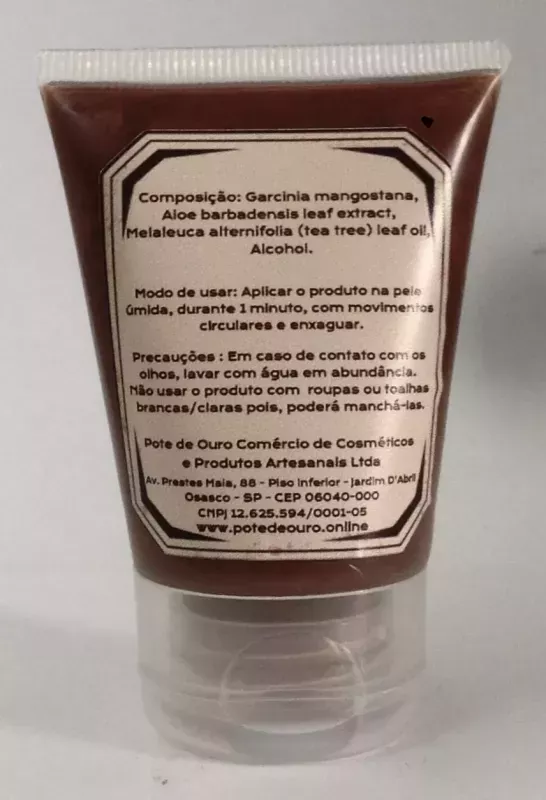 Composição: Garcinia mangostana,
Aloe barbadensis leaf extract,
Melaleuca alternifolia (tea tree) leaf oil,
Alcohol.
Modo de usar: Aplicar o produto na pele
úmida, durante 1 minuto, com movimentos
circulares e enxaguar.
Precauções : Em caso de contato com os
olhos, lavar com água em abundância.
Não usar o produto com roupas ou toalhas
brancas/claras pois, poderá manchá-las.
Pote de Ouro Comércio de Cosméticos
e Produtos Artesanais Ltda
Av. Prestes Maia, 88 - Piso Inferior - Jardim D'Abril
Osasco - SP - CEP 06040-000
CNPJ 12.625.594/0001-05
www.potedeouro.online